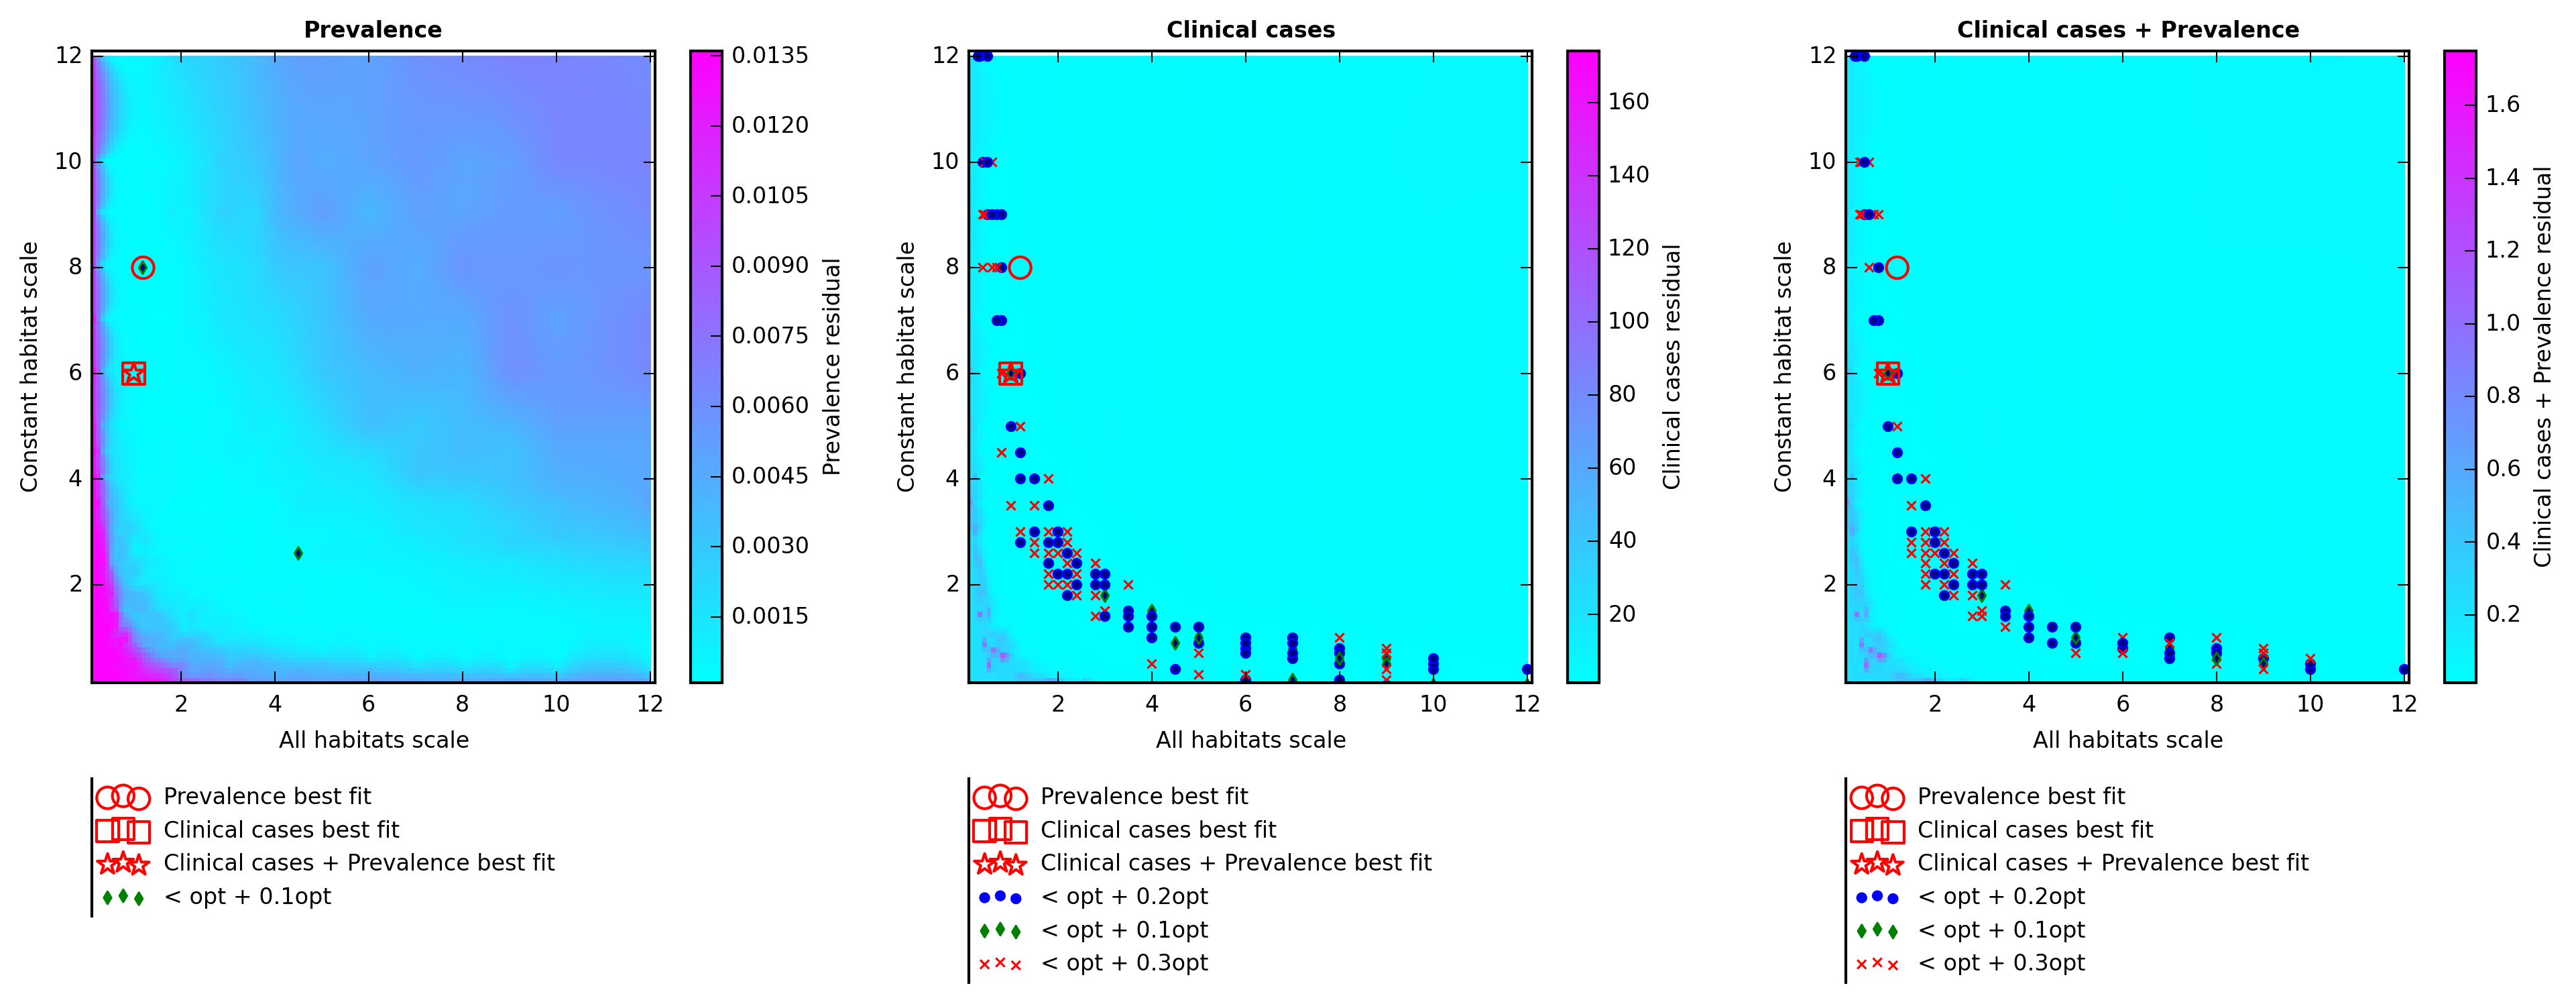 Prevalence
12
10
8
6
4
2
2 4 6 8 10 12
Constant habitat scale
All habitats scale
0.0135
0.0120
0.0105
0.0090
0.0075
0.0060
0.0045
0.0030
0.0015
Prevalence residual
Prevalence best fit
Clinical cases best fit
Clinical cases + Prevalence best fit
< opt + 0.1opt
Clinical cases
12
10
8
6
4
2
2 4 6 8 10 12
Constant habitat scale
All habitats scale
160
140
120
100
80
60
40
20
Clinical cases residual
Prevalence best fit
Clinical cases best fit
Clinical cases + Prevalence best fit
< opt + 0.2opt
< opt + 0.1opt
< opt + 0.3opt
Clinical cases + Prevalence
12
10
8
6
4
2
2 4 6 8 10 12
Constant habitat scale
All habitats scale
1.6
1.4
1.2
1.0
0.8
0.6
0.4
0.2
Clinical cases + Prevalence residual
Prevalence best fit
Clinical cases best fit
Clinical cases + Prevalence best fit
< opt + 0.2opt
< opt + 0.1opt
< opt + 0.3opt